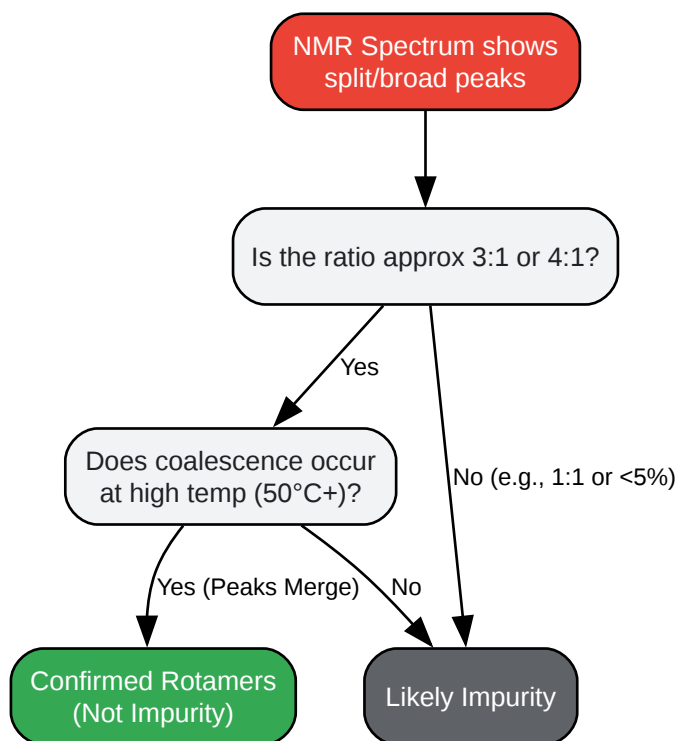 NMR Spectrum shows
split/broad peaks
Is the ratio approx 3:1 or 4:1?
Yes
Does coalescence occur
at high temp (50°C+)?
No (e.g., 1:1 or <5%)
Yes (Peaks Merge)
No
Confirmed Rotamers
(Not Impurity)
Likely Impurity